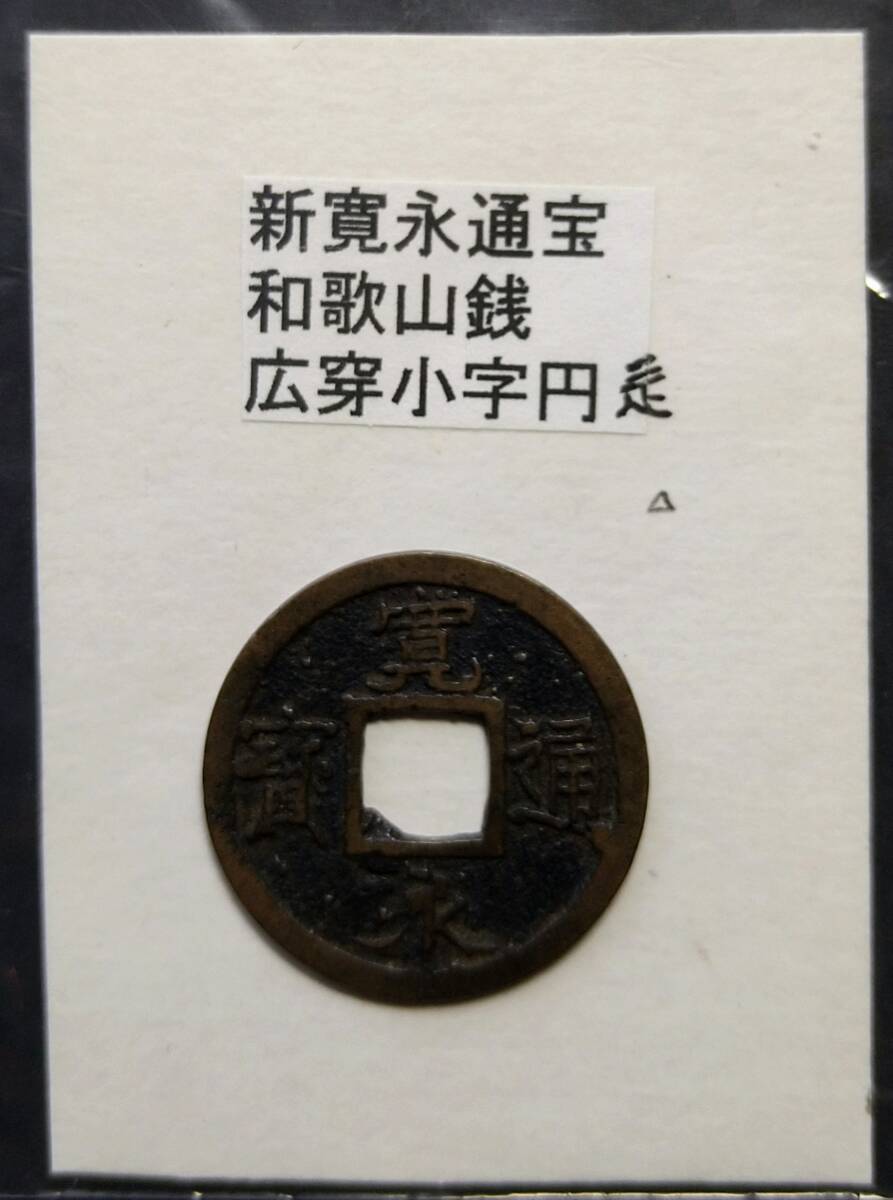 新寛永通宝
和歌山銭
広穿小字円辵
△
寛永通寳